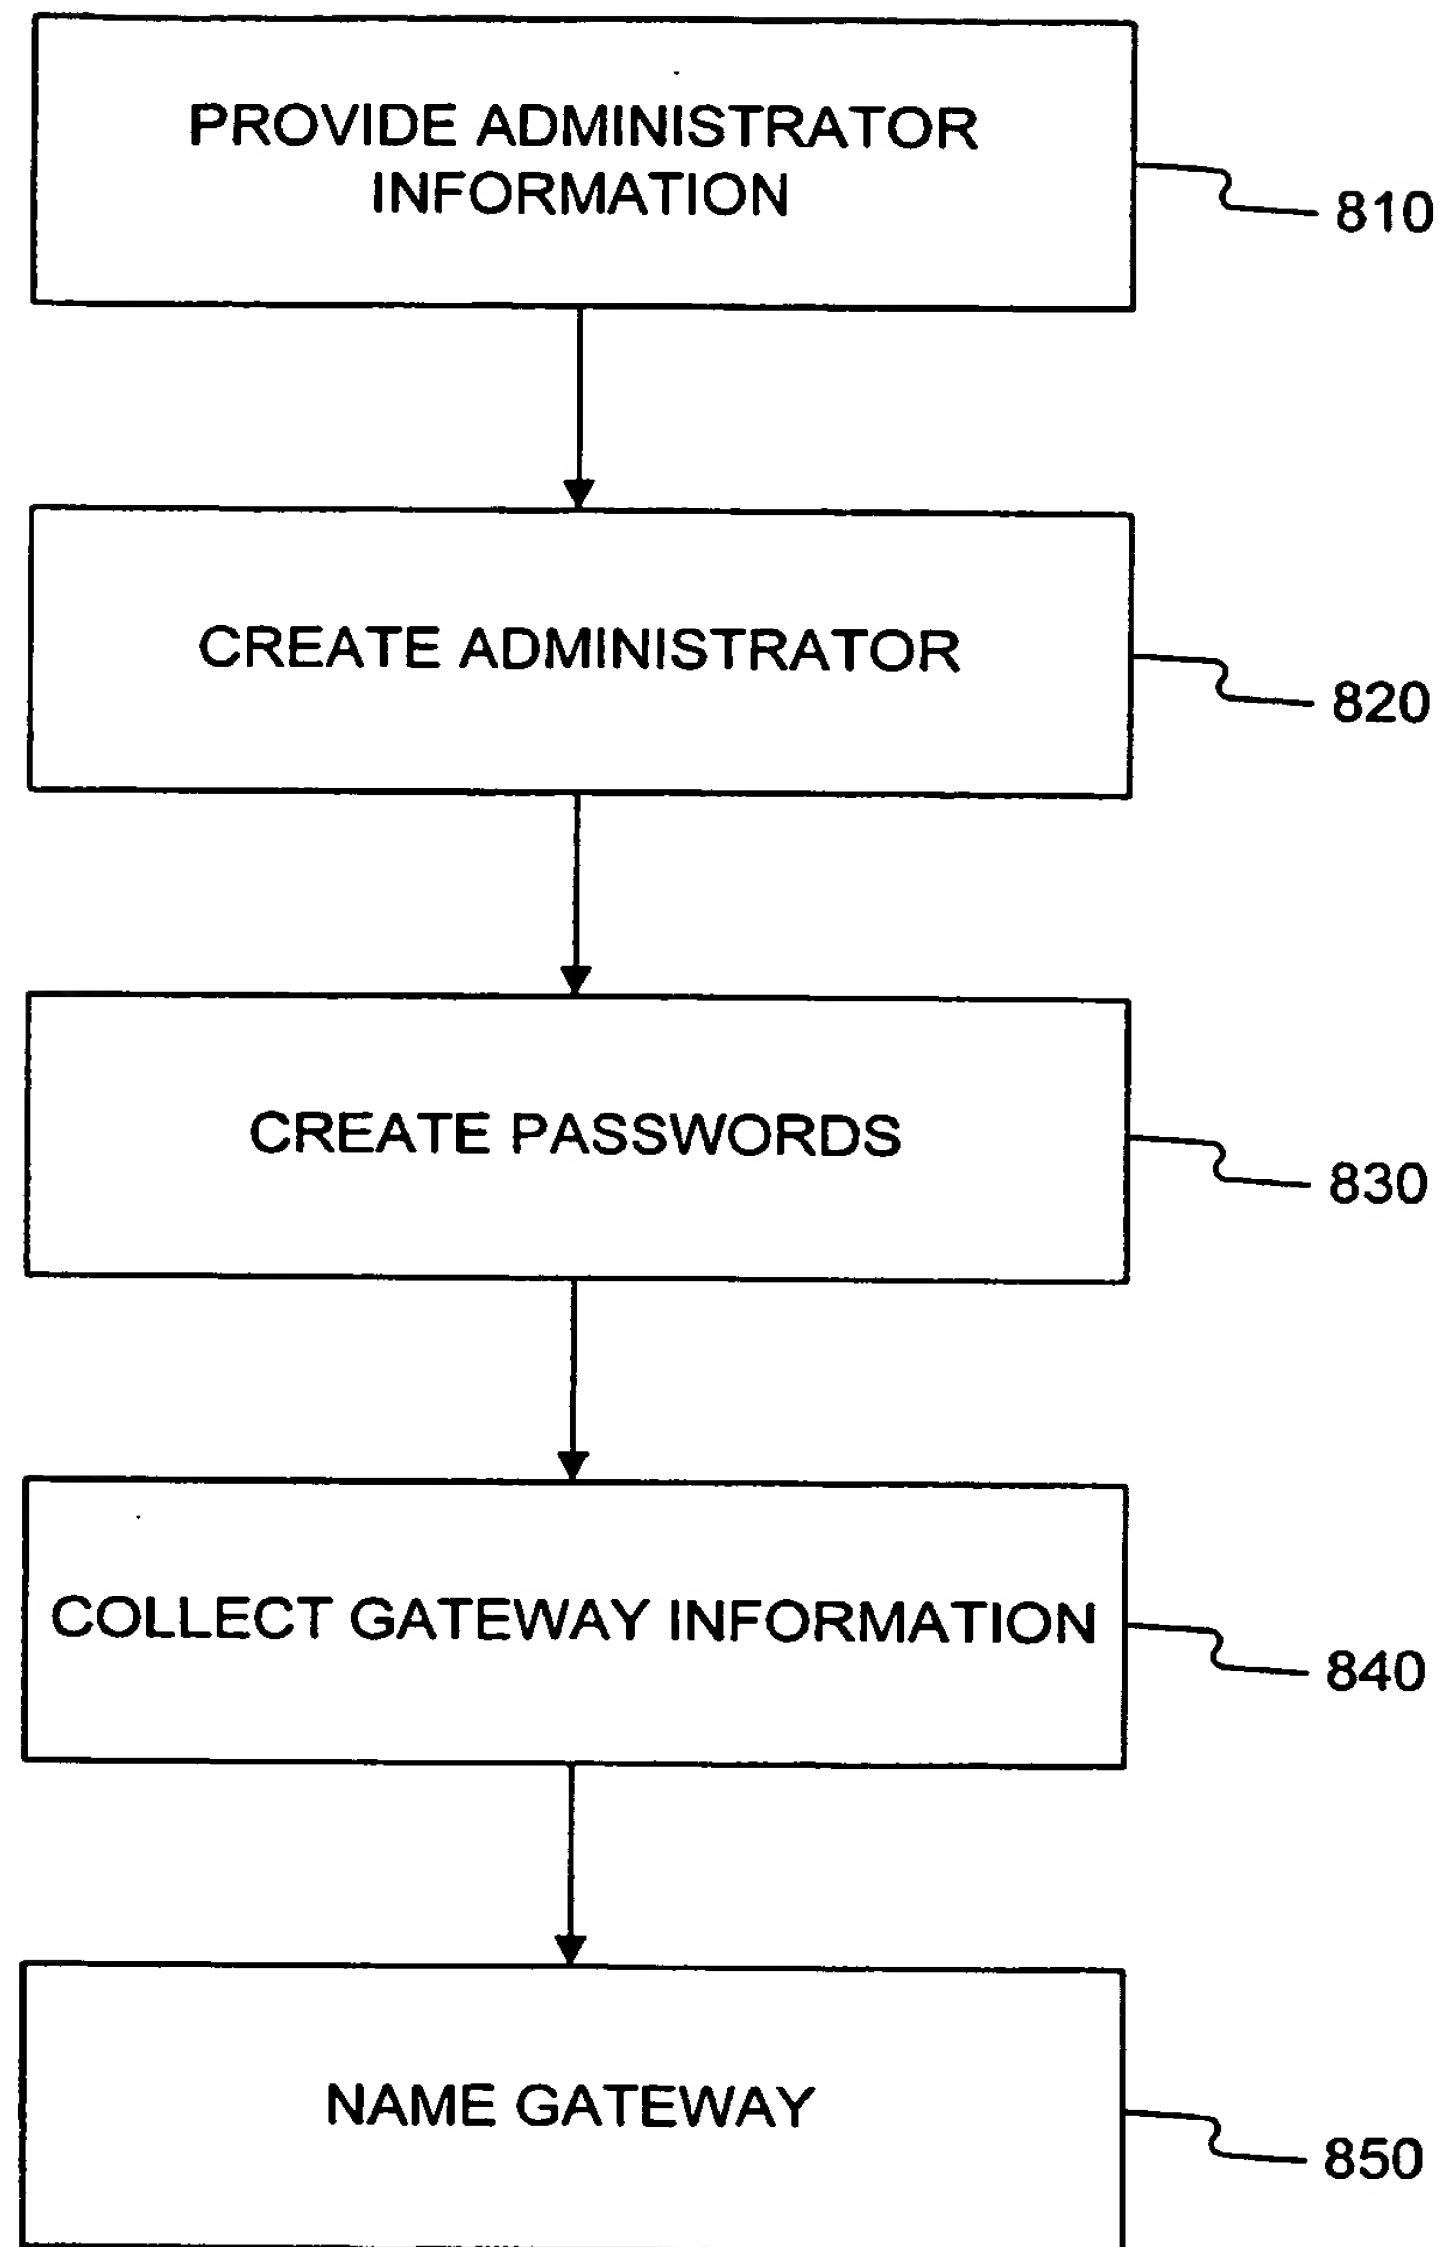 PROVIDE ADMINISTRATOR
INFORMATION
810
CREATE ADMINISTRATOR
820
CREATE PASSWORDS
830
COLLECT GATEWAY INFORMATION
840
NAME GATEWAY
850